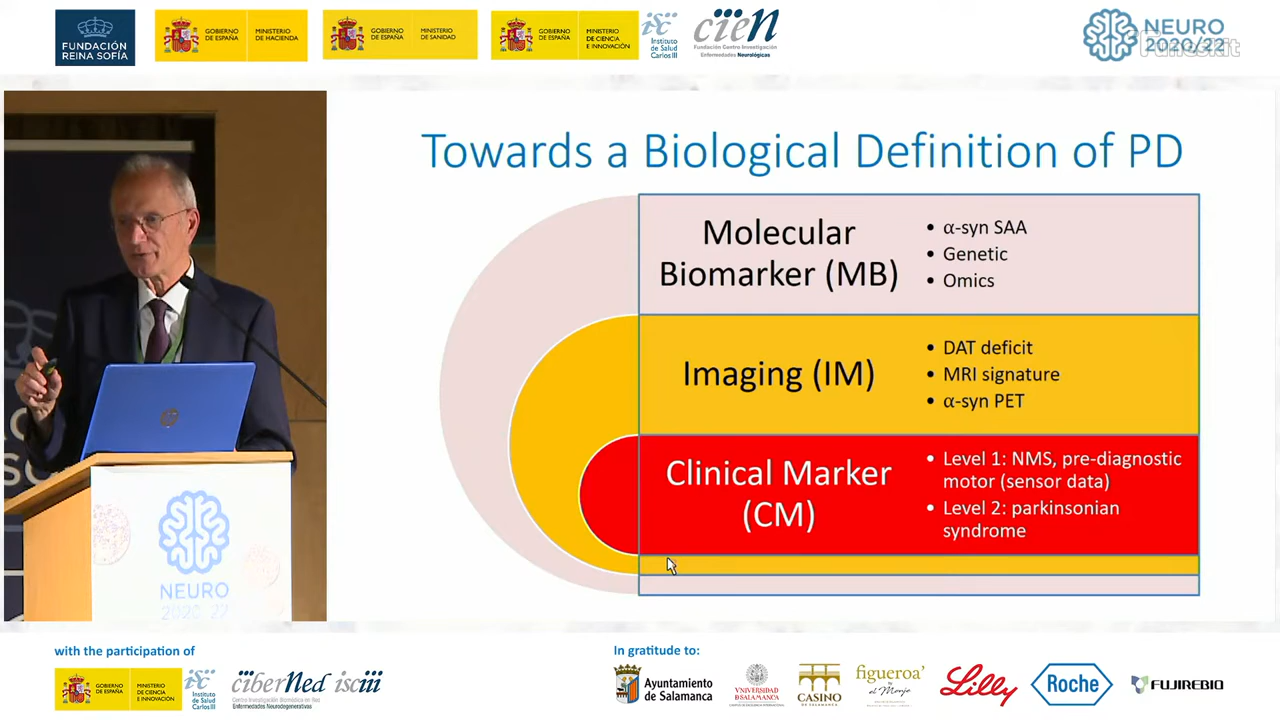 FUNDACIÓN
REINA SOFÍA
GOBIERNO
DE ESPAÑA
MINISTERIO
DE HACIENDA
GOBIERNO
DE ESPAÑA
MINISTERIO
DE SANIDAD
GOBIERNO
DE ESPAÑA
MINISTERIO
DE CIENCIA
E INNOVACIÓN
isc
Instituto
de Salud
Carlos III
cien
Fundación Centro Investigación
Enfermedades Neurológicas
NEURO
2020/22
Towards a Biological Definition of PD
Molecular
Biomarker (MB)
• α-syn SAA
• Genetic
• Omics
Imaging (IM)
• DAT deficit
• MRI signature
• α-syn PET
Clinical Marker
(CM)
• Level 1: NMS, pre-diagnostic
motor (sensor data)
• Level 2: parkinsonian
syndrome
NEURO
2020/22
with the participation of
GOBIERNO
DE ESPAÑA
MINISTERIO
DE CIENCIA
E INNOVACIÓN
isc
Instituto
de Salud
Carlos III
ciberNed isciii
Centro Investigación Biomédica en Red
Enfermedades Neurodegenerativas
In gratitude to:
Ayuntamiento
de Salamanca
VNIVERSIDAD
D SALAMANCA
CASINO
DE SALAMANCA
figueroa'
el Monje
Lilly
Roche
FUJIREBIO